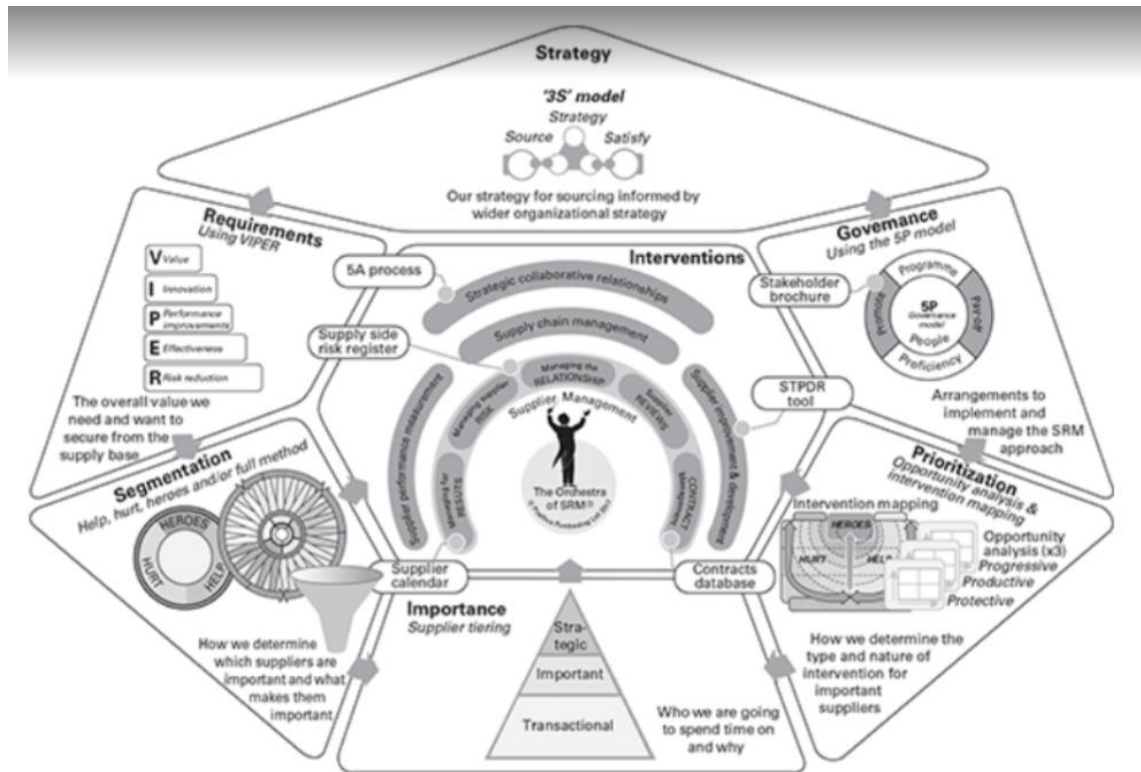 Strategy
'3S' model
Strategy
Source
Satisfy
Our strategy for sourcing informed by
wider organizational strategy
Requirements
Using VIPER
V Value
I Innovation
P Performance
improvements
E Effectiveness
R Risk reduction
The overall value we
need and want to
secure from the
supply base
Governance
Using the 5P model
Stakeholder
brochure
Programme
Promote
Pay-off
5P
Governance
model
People
Proficiency
Arrangements to
implement and
manage the SRM
approach
Interventions
5A process
Strategic collaborative relationships
Supply chain management
Supply side
risk register
Supplier performance measurement
Supplier improvement & development
STPDR
tool
Managing the
RELATIONSHIP
Managing supplier
RISK
Supplier
REVIEWS
CONTRACT
Management
Supplier Management
The Orchestra
of SRM
Supplier
calendar
Contracts
database
Segmentation
Help, hurt, heroes and/or full method
HEROES
HURT
HELP
How we determine
which suppliers are
important and what
makes them
important
Importance
Supplier tiering
Stra-
tegic
Important
Transactional
Who we are going
to spend time on
and why
Prioritization
Opportunity analysis &
intervention mapping
Intervention mapping
HEROES
HURT
HELP
Opportunity
analysis (x3)
Progressive
Productive
Protective
How we determine the
type and nature of
intervention for
important
suppliers